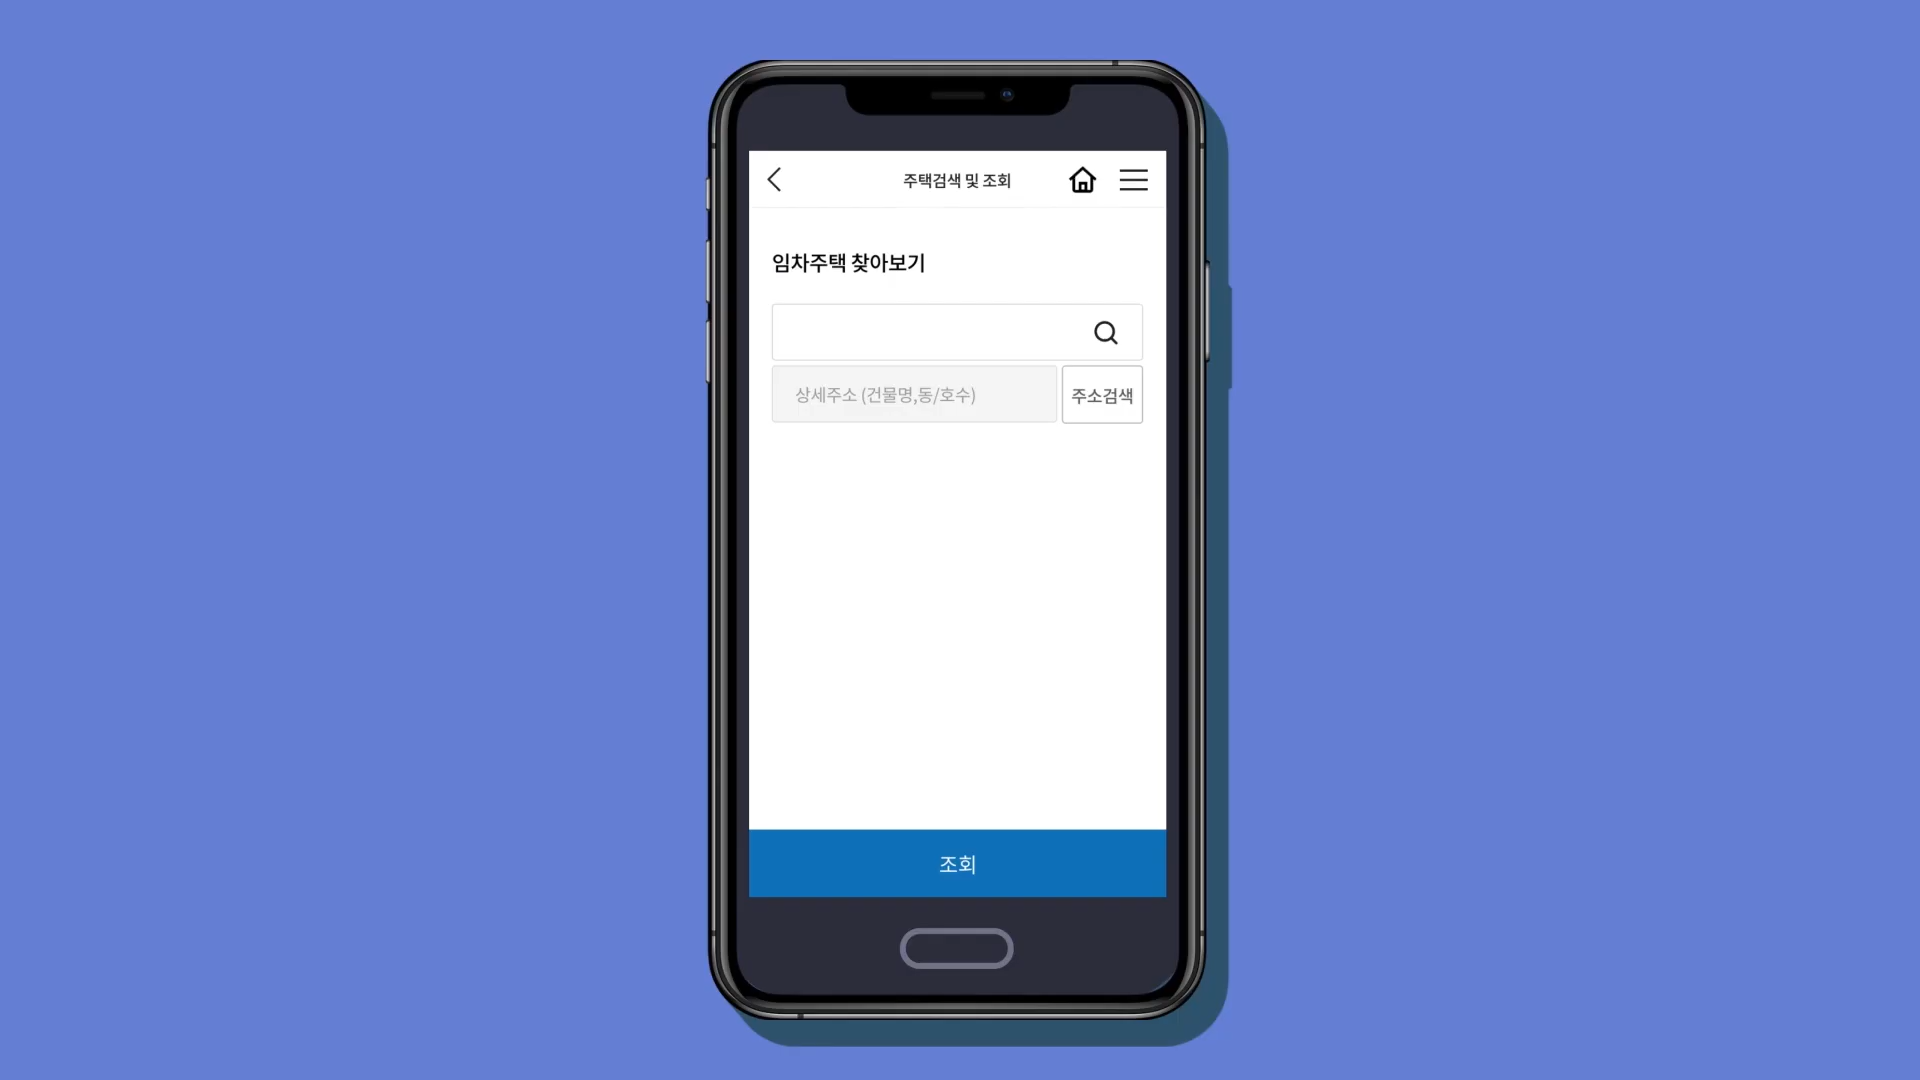 주택검색 및 조회
임차주택 찾아보기
상세주소 (건물명,동/호수)
주소검색
조회